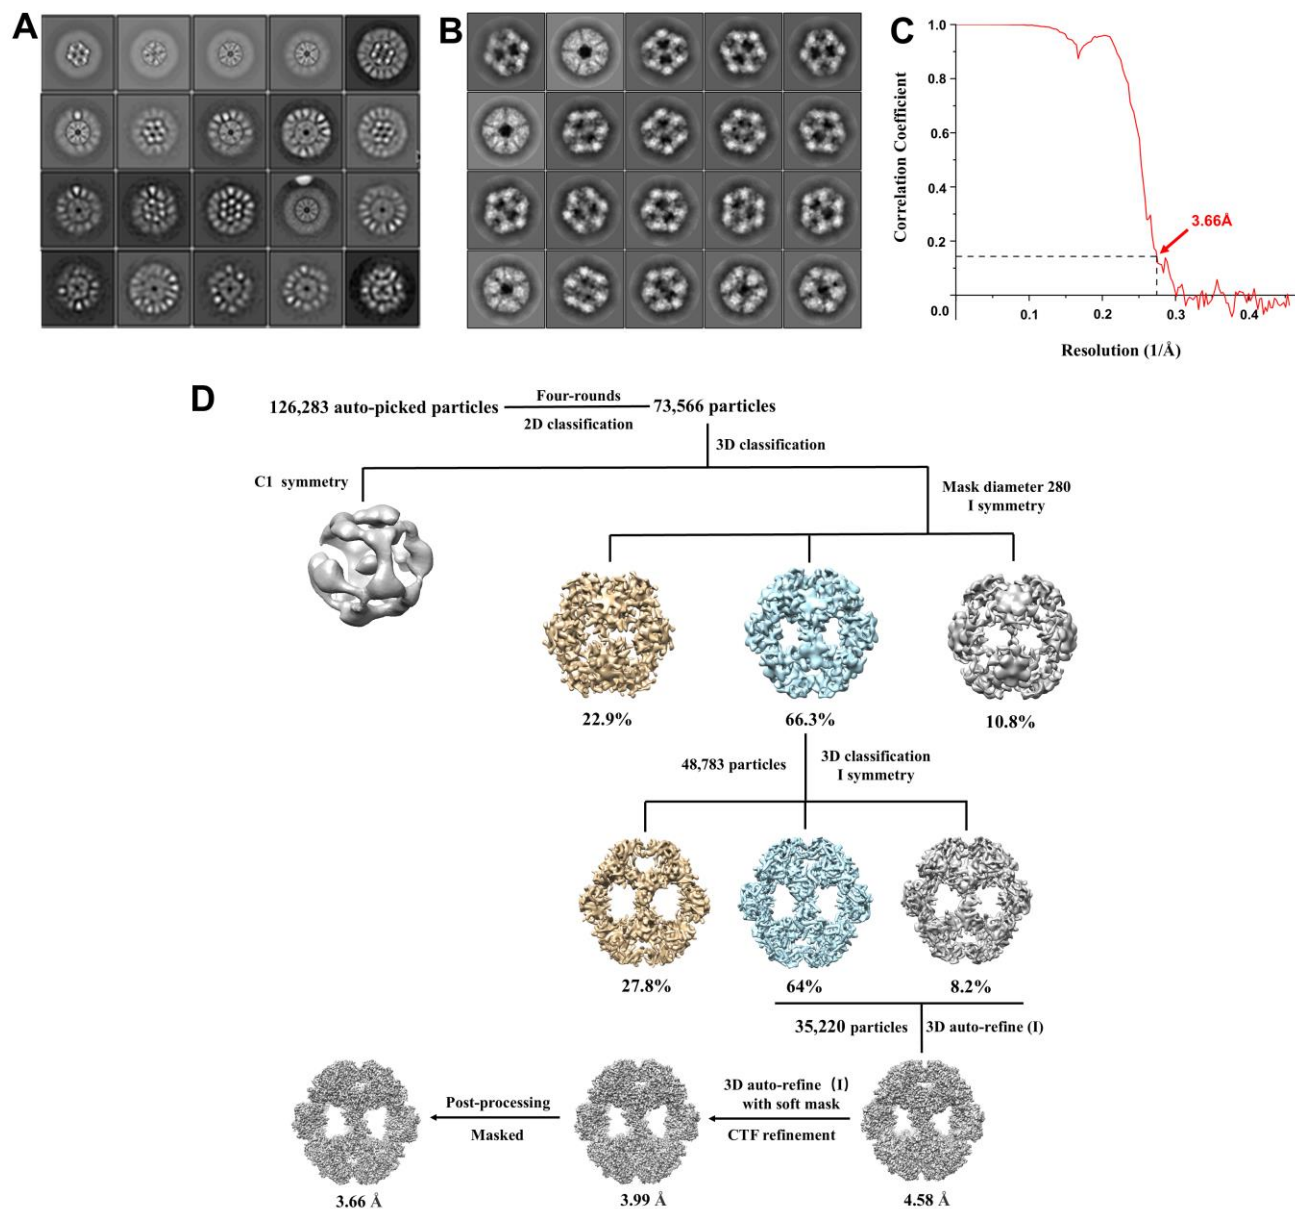 A
B
C
1.0
0.8
0.6
0.4
0.2
0.0
Correlation Coefficient
3.66Å
0.1
0.2
0.3
0.4
Resolution (1/Å)
D
126,283 auto-picked particles
Four-rounds
2D classification
73,566 particles
3D classification
C1 symmetry
Mask diameter 280
I symmetry
22.9%
66.3%
10.8%
48,783 particles
3D classification
I symmetry
27.8%
64%
8.2%
35,220 particles
3D auto-refine (I)
Post-processing
Masked
3D auto-refine (I)
with soft mask
CTF refinement
3.66 Å
3.99 Å
4.58 Å